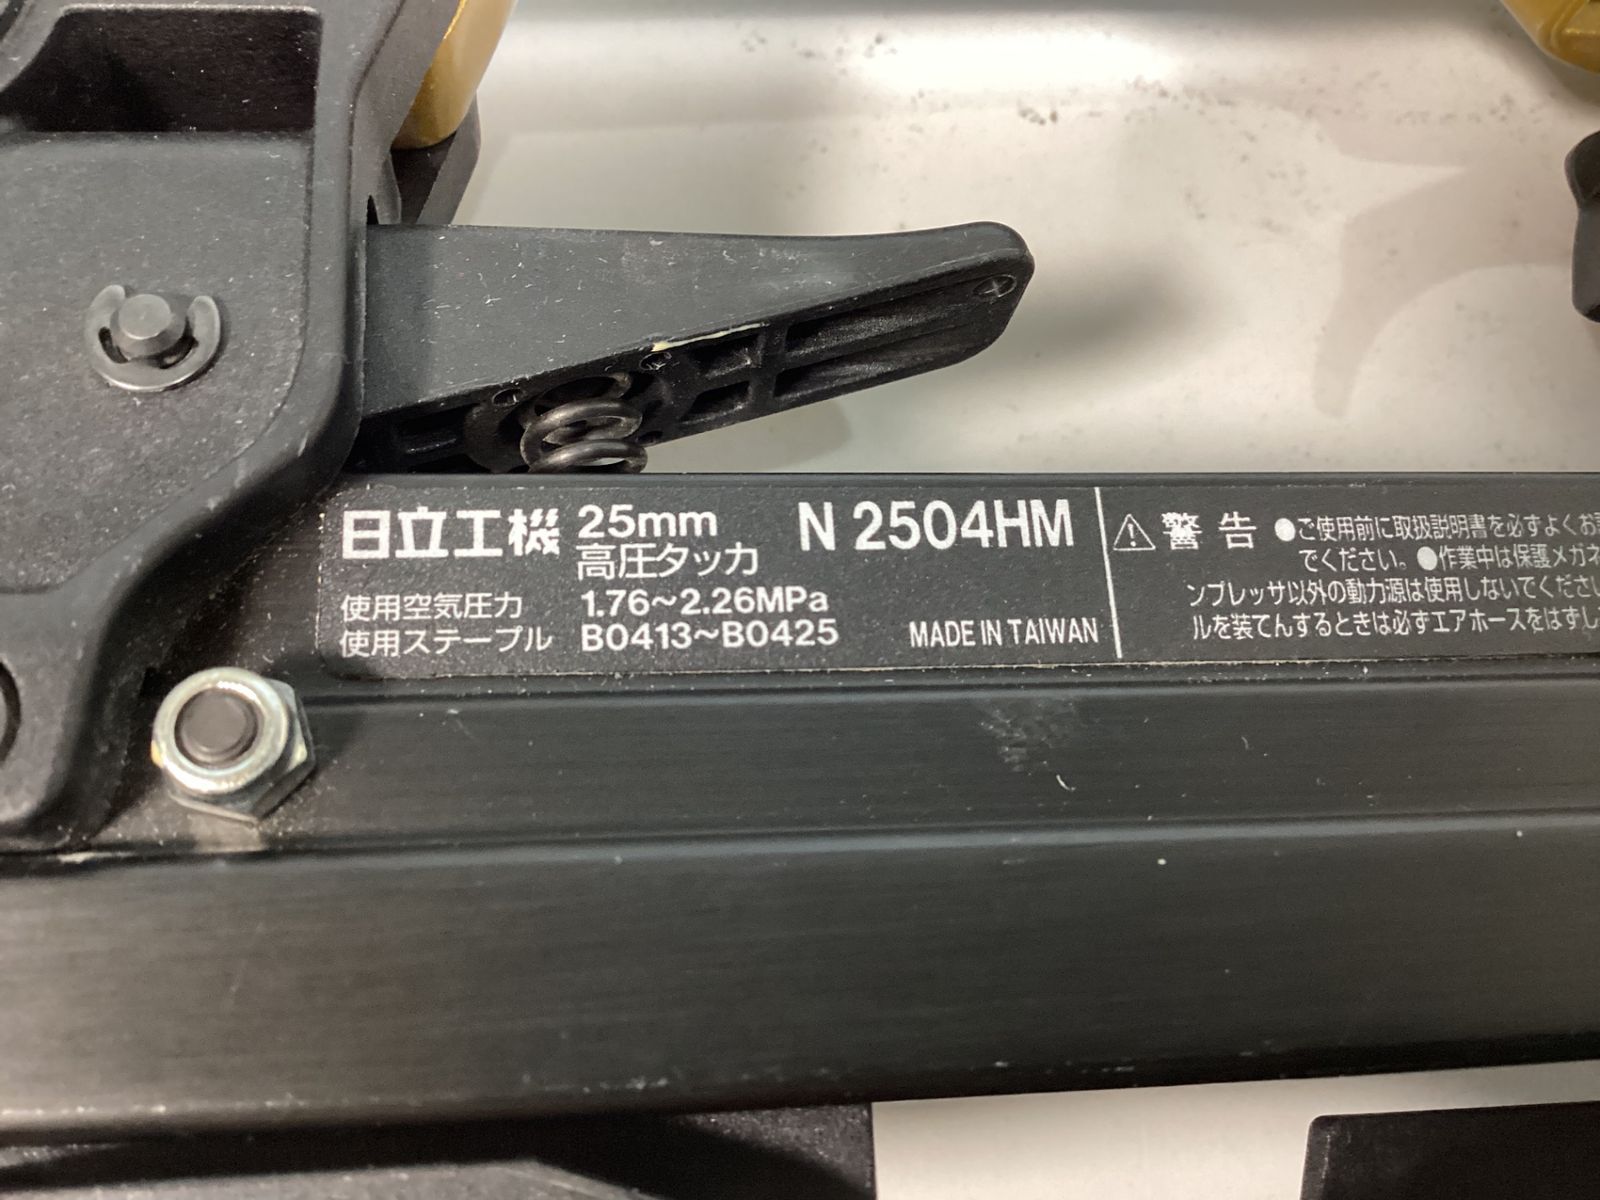 日立工機 25mm 高圧タッカ N 2504HM
使用空気圧力 1.76～2.26MPa
使用ステープル B0413～B0425
MADE IN TAIWAN
⚠警告 ●ご使用前に取扱説明書を必ずよくお
でください。●作業中は保護メガネ
ンプレッサ以外の動力源は使用しないでくださ
ルを装てんするときは必ずエアホースをはずし